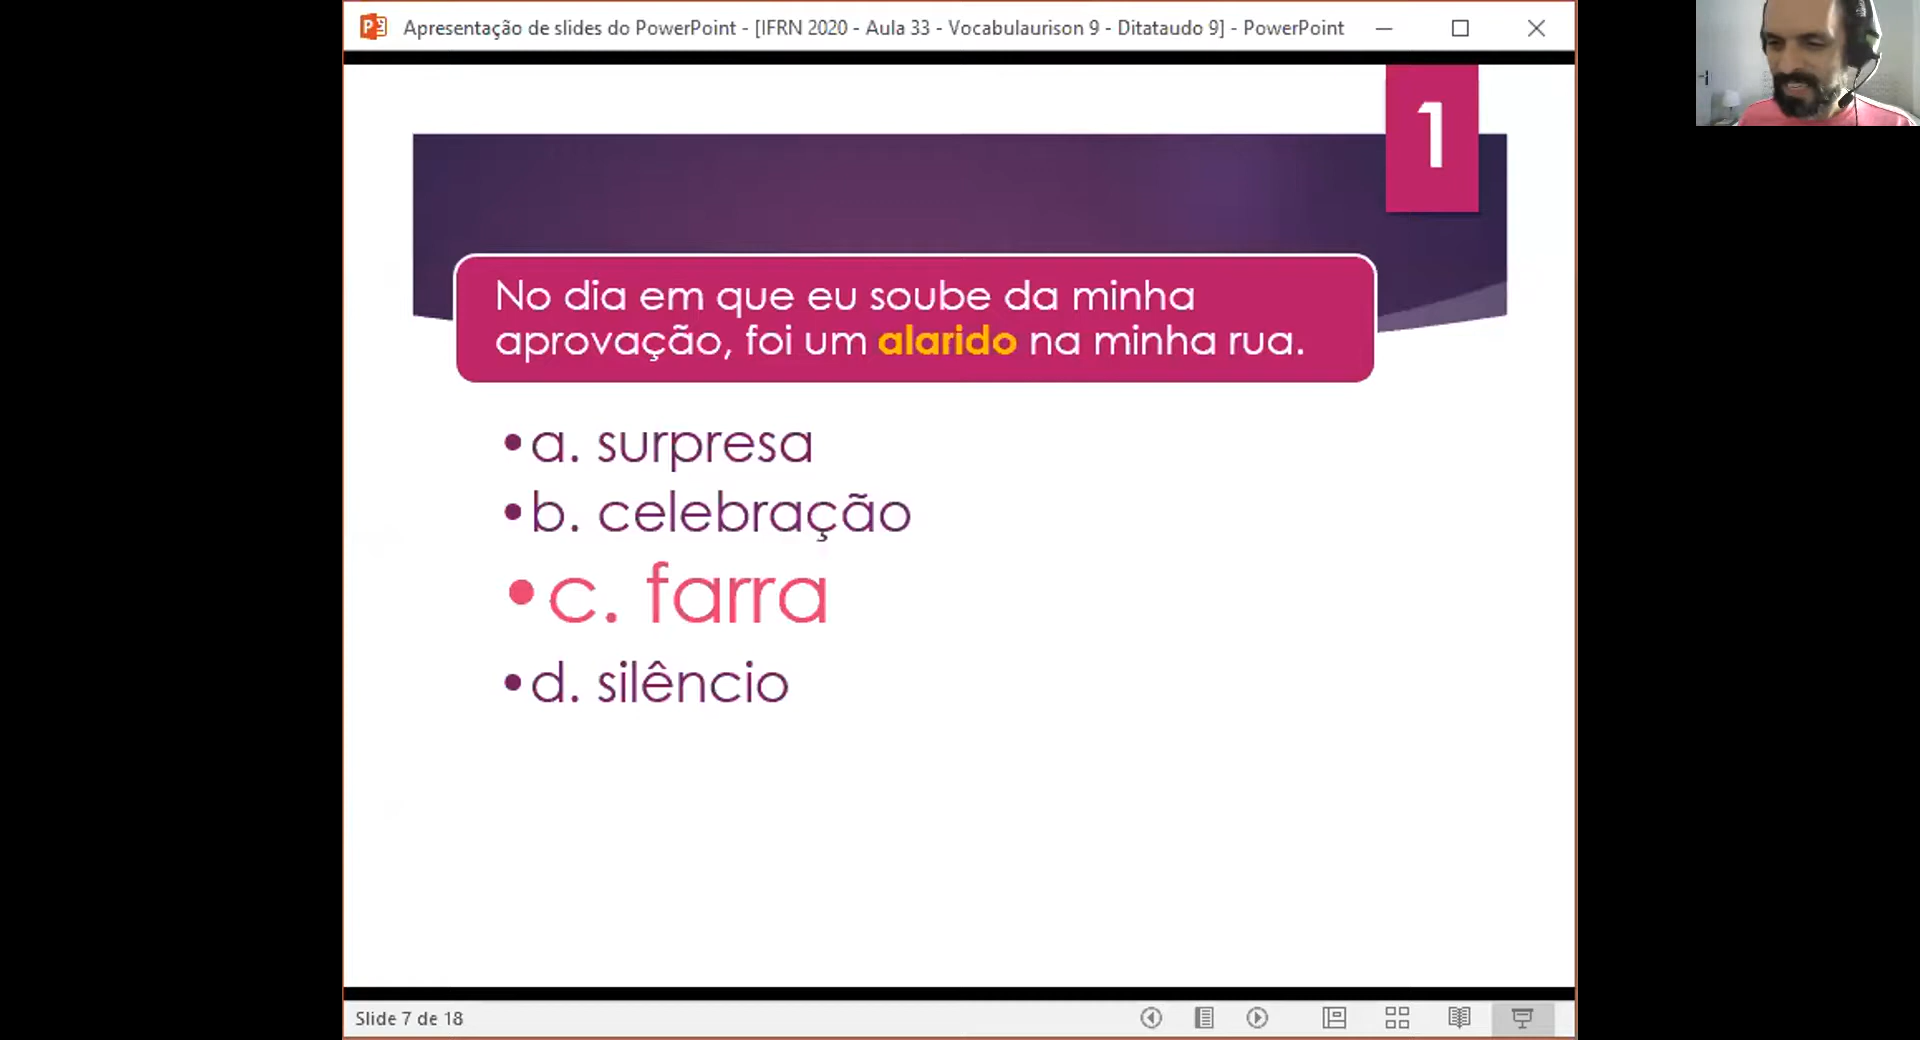 Apresentação de slides do PowerPoint - [IFRN 2020 - Aula 33 - Vocabulaurison 9 - Ditataudo 9] - PowerPoint
1
No dia em que eu soube da minha
aprovação, foi um alarido na minha rua.
•a. surpresa
•b. celebração
•c. farra
•d. silêncio
Slide 7 de 18